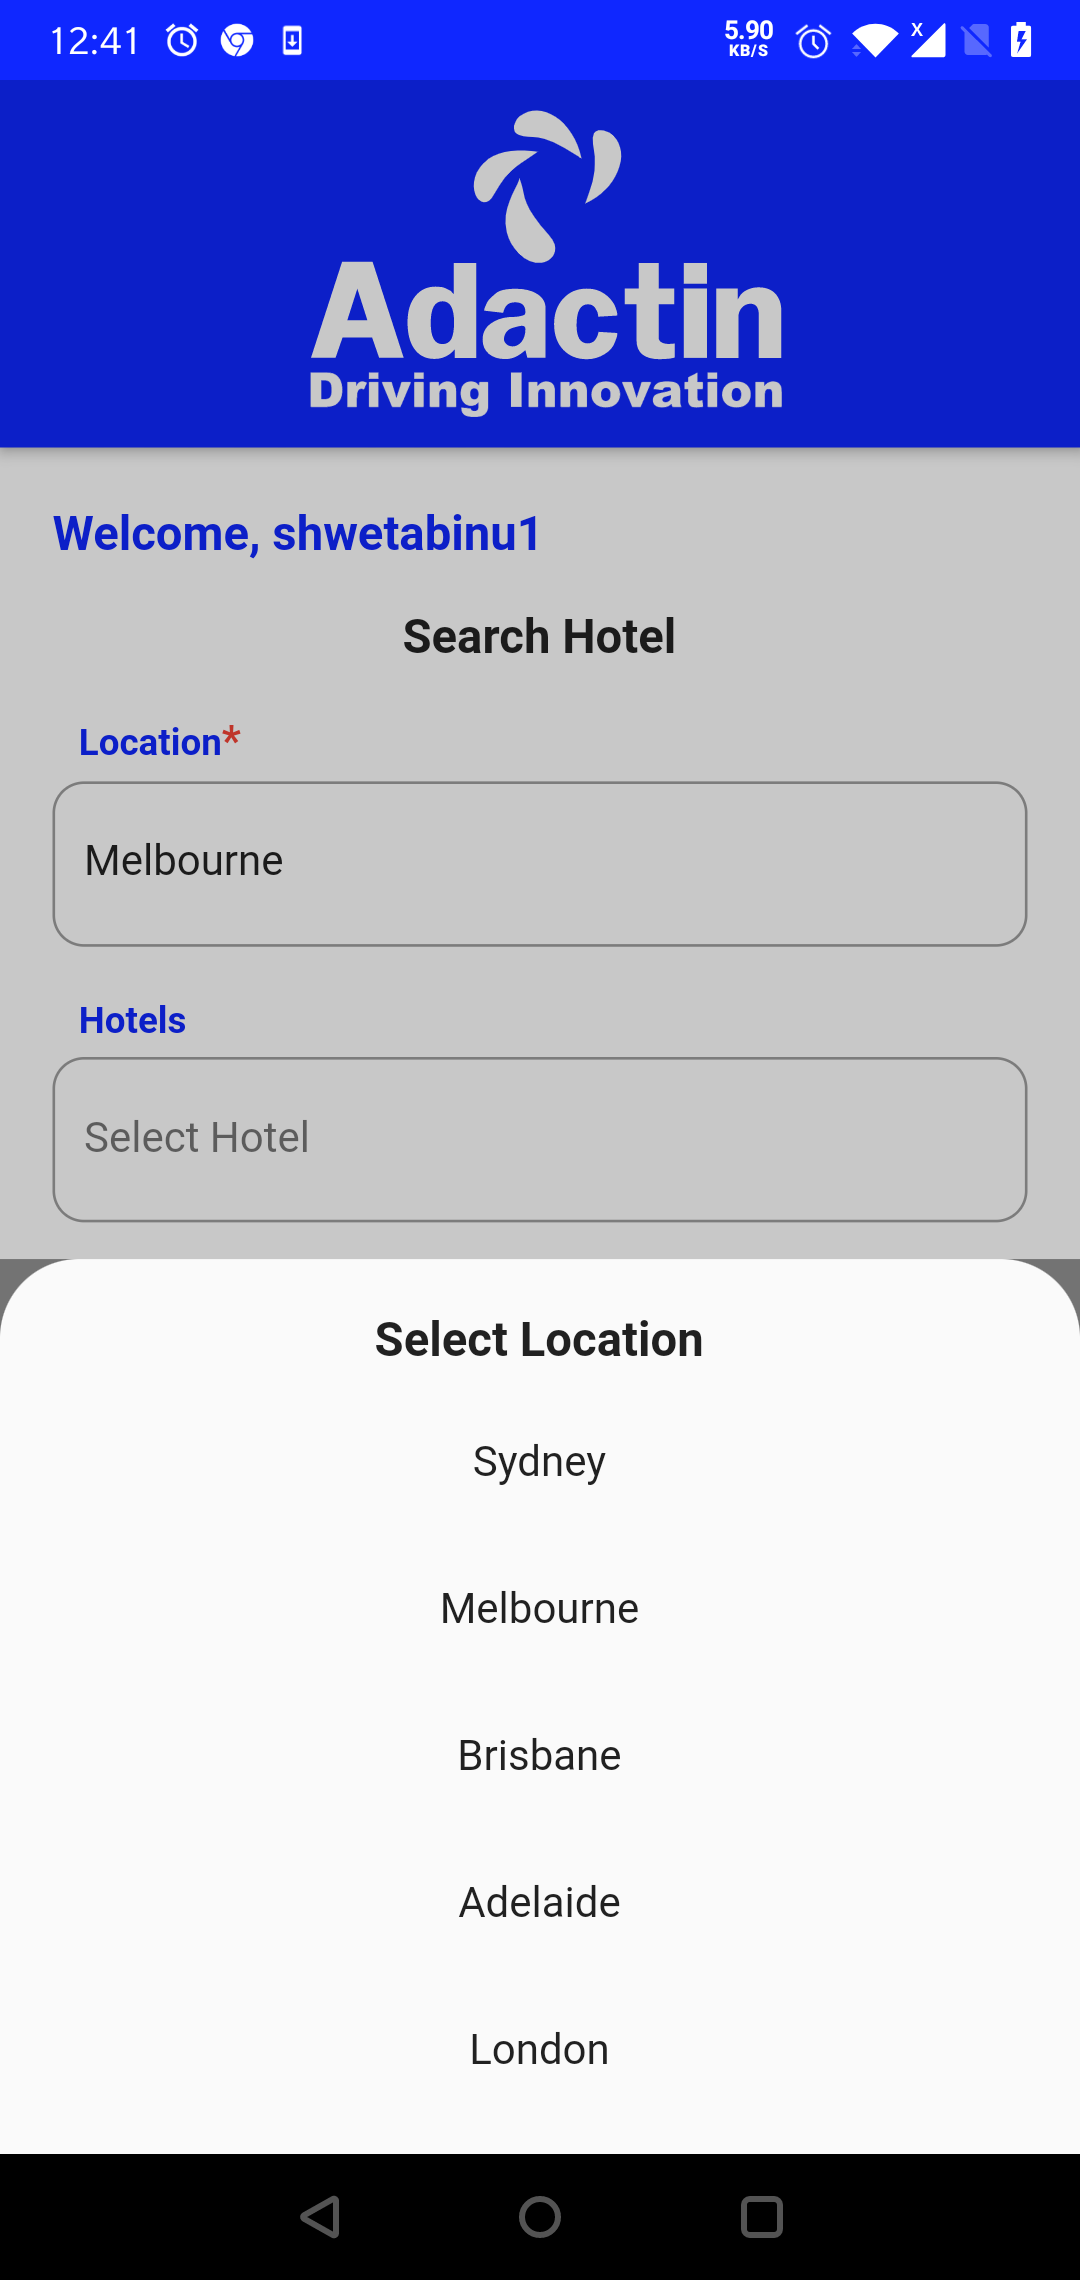 12:41
5.90
KB/S
X
Adactin
Driving Innovation
Welcome, shwetabinu1
Search Hotel
Location*
Melbourne
Hotels
Select Hotel
Select Location
Sydney
Melbourne
Brisbane
Adelaide
London